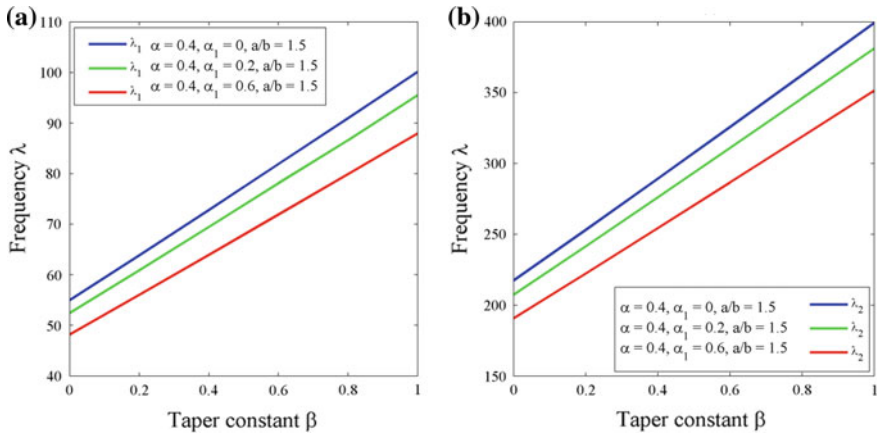 (a)
110
100
90
80
70
60
50
40
λ₁ α = 0.4, α₁ = 0, a/b = 1.5
λ₁ α = 0.4, α₁ = 0.2, a/b = 1.5
λ₁ α = 0.4, α₁ = 0.6, a/b = 1.5
Frequency λ
0 0.2 0.4 0.6 0.8 1
Taper constant β
(b)
400
350
300
250
200
150
α = 0.4, α₁ = 0, a/b = 1.5 λ₂
α = 0.4, α₁ = 0.2, a/b = 1.5 λ₂
α = 0.4, α₁ = 0.6, a/b = 1.5 λ₂
Frequency λ
0 0.2 0.4 0.6 0.8 1
Taper constant β